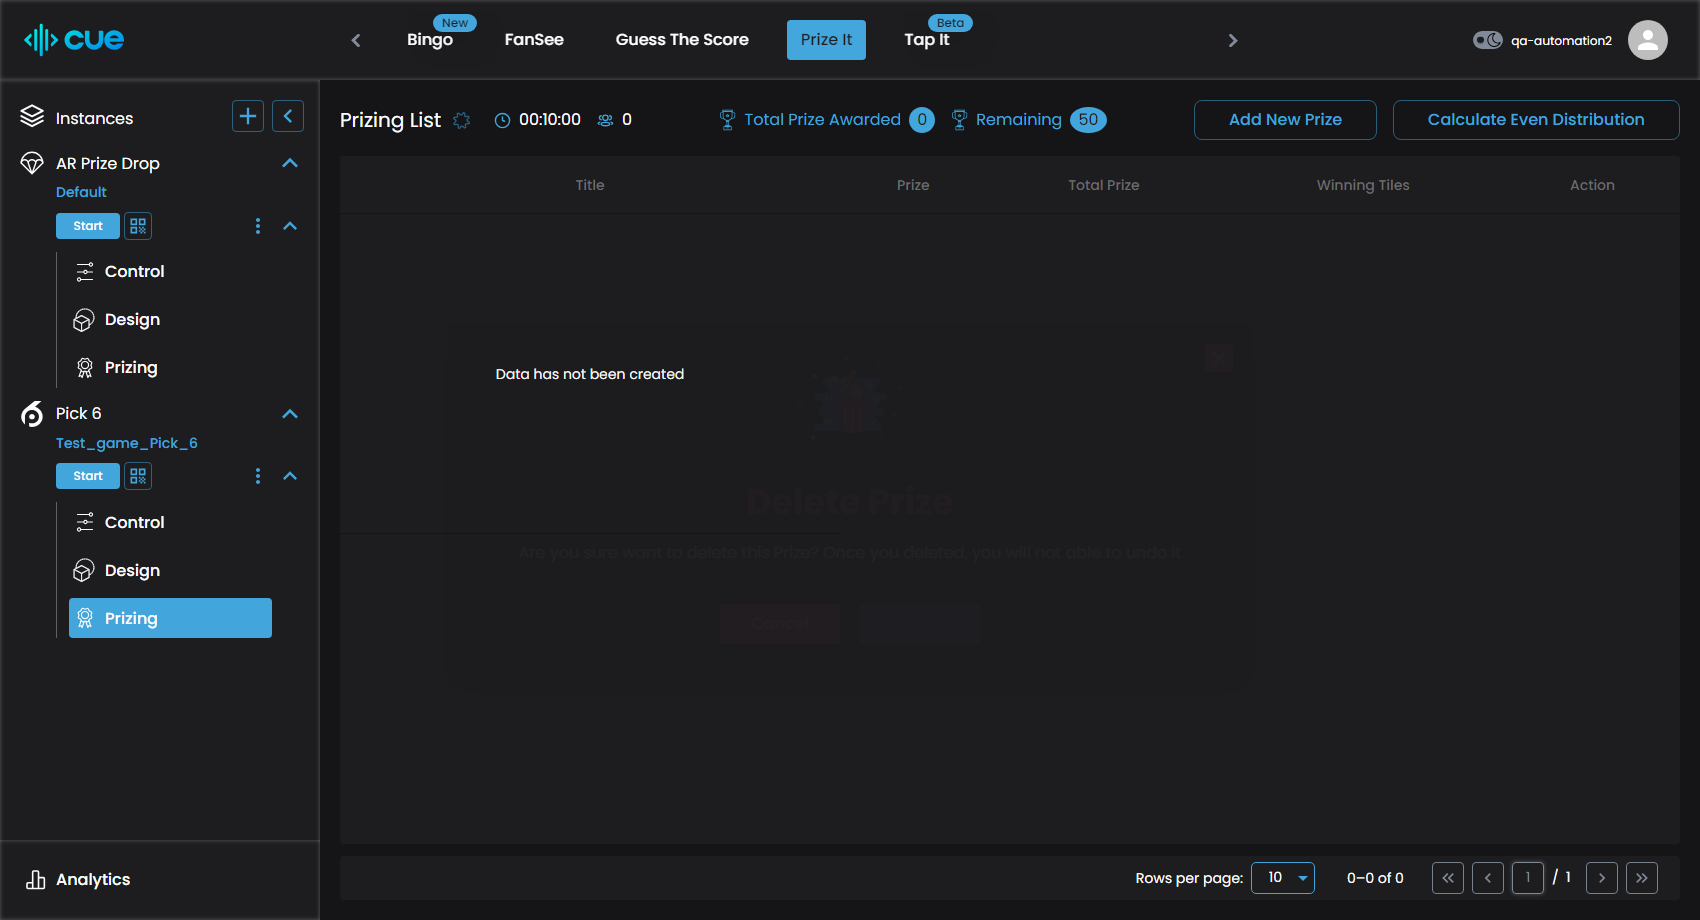 cue
New
Bingo
FanSee
Guess The Score
Prize It
Beta
Tap It
qa-automation2
Instances
AR Prize Drop
Default
Start
Control
Design
Prizing
Pick 6
Test_game_Pick_6
Start
Control
Design
Prizing
Analytics
Prizing List
00:10:00
0
Total Prize Awarded 0
Remaining 50
Add New Prize
Calculate Even Distribution
Title Prize Total Prize Winning Tiles Action
Data has not been created
Delete Prize
Are you sure want to delete this Prize? Once you deleted, you will not able to undo it.
Cancel
Rows per page: 10 0–0 of 0 1 / 1